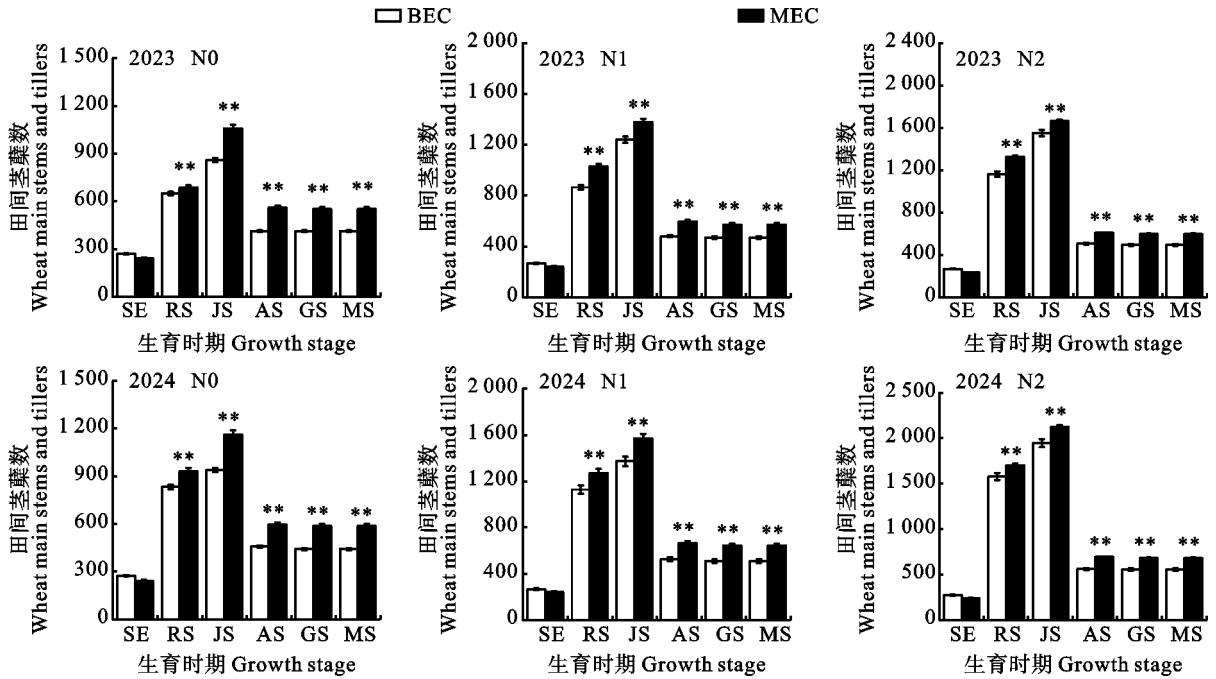 BEC MEC
2023 N0
田间茎蘖数
Wheat main stems and tillers
1 500
1 200
900
600
300
0
** ** ** ** **
SE RS JS AS GS MS
生育时期 Growth stage
2023 N1
田间茎蘖数
Wheat main stems and tillers
2 000
1 600
1 200
800
400
0
** ** ** ** **
SE RS JS AS GS MS
生育时期 Growth stage
2023 N2
田间茎蘖数
Wheat main stems and tillers
2 400
2 000
1 600
1 200
600
300
0
** ** ** ** **
SE RS JS AS GS MS
生育时期 Growth stage
2024 N0
田间茎蘖数
Wheat main stems and tillers
1 500
1 200
900
600
300
0
** ** ** ** **
SE RS JS AS GS MS
生育时期 Growth stage
2024 N1
田间茎蘖数
Wheat main stems and tillers
2 000
1 600
1 200
800
400
0
** ** ** ** **
SE RS JS AS GS MS
生育时期 Growth stage
2024 N2
田间茎蘖数
Wheat main stems and tillers
2 500
2 000
1 500
1 000
500
0
** ** ** ** **
SE RS JS AS GS MS
生育时期 Growth stage